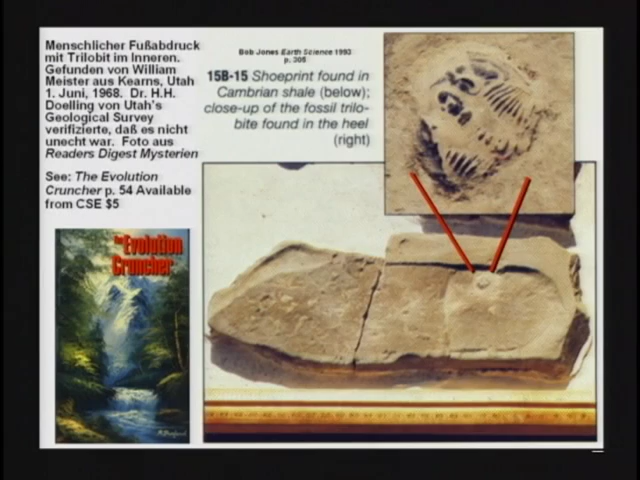 Menschlicher Fußabdruck
mit Trilobit im Inneren.
Gefunden von William
Meister aus Kearns, Utah
1. Juni, 1968. Dr. H.H.
Doelling von Utah's
Geological Survey
verifizierte, daß es nicht
unecht war. Foto aus
Readers Digest Mysterien
See: The Evolution
Cruncher p. 54 Available
from CSE $5
The Evolution
Cruncher
Bob Jones Earth Science 1993
p. 306
15B-15 Shoeprint found in
Cambrian shale (below);
close-up of the fossil trilo-
bite found in the heel
(right)